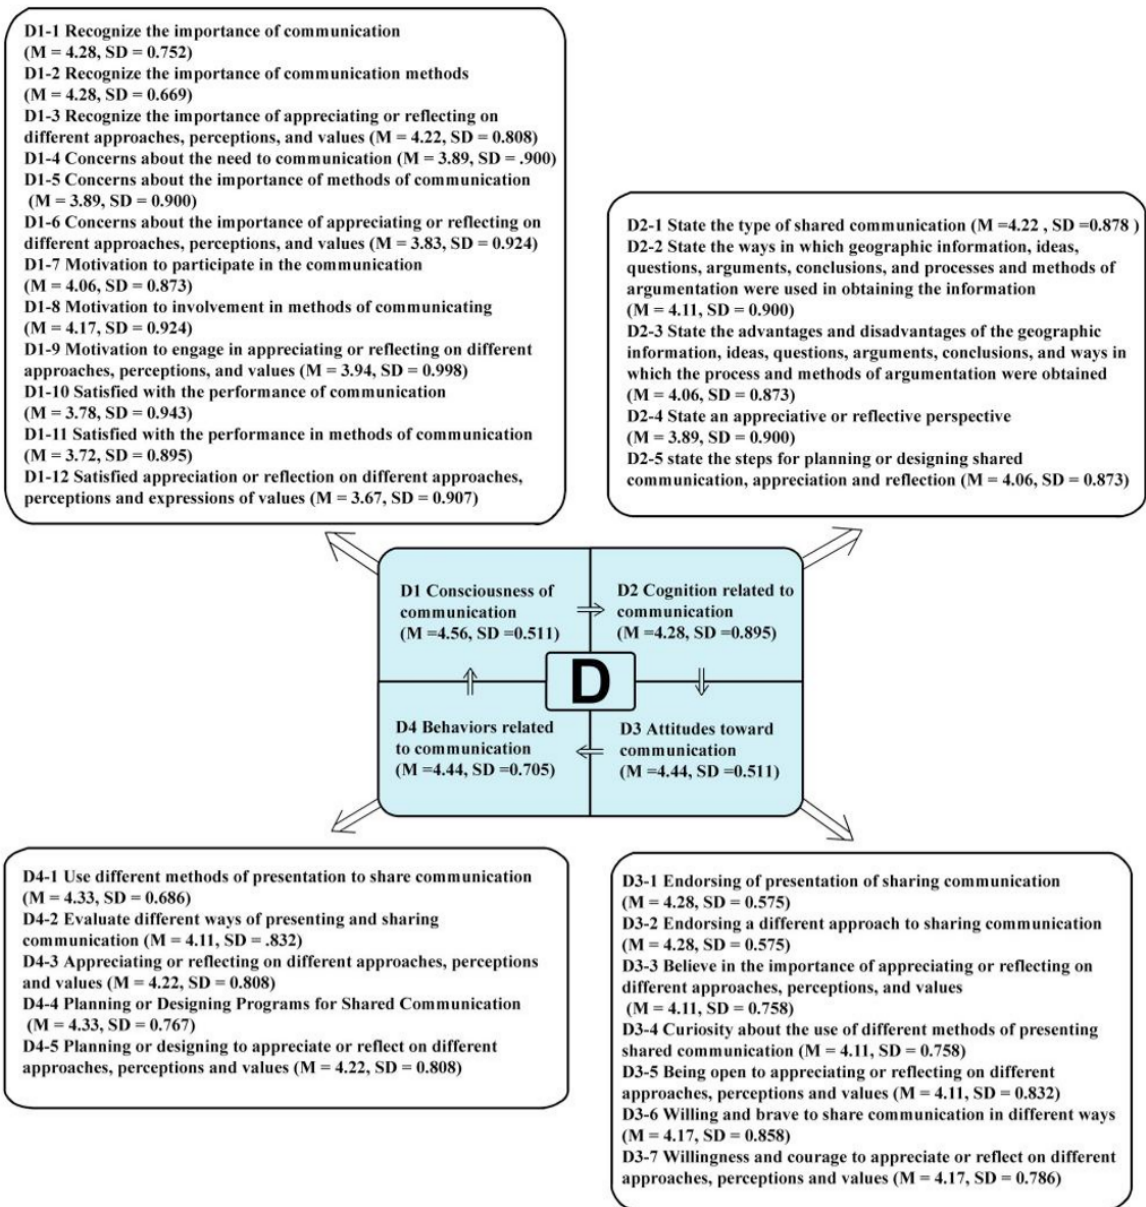 D1-1 Recognize the importance of communication
(M = 4.28, SD = 0.752)
D1-2 Recognize the importance of communication methods
(M = 4.28, SD = 0.669)
D1-3 Recognize the importance of appreciating or reflecting on
different approaches, perceptions, and values (M = 4.22, SD = 0.808)
D1-4 Concerns about the need to communication (M = 3.89, SD = .900)
D1-5 Concerns about the importance of methods of communication
(M = 3.89, SD = 0.900)
D1-6 Concerns about the importance of appreciating or reflecting on
different approaches, perceptions, and values (M = 3.83, SD = 0.924)
D1-7 Motivation to participate in the communication
(M = 4.06, SD = 0.873)
D1-8 Motivation to involvement in methods of communicating
(M = 4.17, SD = 0.924)
D1-9 Motivation to engage in appreciating or reflecting on different
approaches, perceptions, and values (M = 3.94, SD = 0.998)
D1-10 Satisfied with the performance of communication
(M = 3.78, SD = 0.943)
D1-11 Satisfied with the performance in methods of communication
(M = 3.72, SD = 0.895)
D1-12 Satisfied appreciation or reflection on different approaches,
perceptions and expressions of values (M = 3.67, SD = 0.907)
D2-1 State the type of shared communication (M =4.22 , SD =0.878 )
D2-2 State the ways in which geographic information, ideas,
questions, arguments, conclusions, and processes and methods of
argumentation were used in obtaining the information
(M = 4.11, SD = 0.900)
D2-3 State the advantages and disadvantages of the geographic
information, ideas, questions, arguments, conclusions, and ways in
which the process and methods of argumentation were obtained
(M = 4.06, SD = 0.873)
D2-4 State an appreciative or reflective perspective
(M = 3.89, SD = 0.900)
D2-5 state the steps for planning or designing shared
communication, appreciation and reflection (M = 4.06, SD = 0.873)
D1 Consciousness of
communication
(M =4.56, SD =0.511)
D2 Cognition related to
communication
(M =4.28, SD =0.895)
D
D4 Behaviors related
to communication
(M =4.44, SD =0.705)
D3 Attitudes toward
communication
(M =4.44, SD =0.511)
D4-1 Use different methods of presentation to share communication
(M = 4.33, SD = 0.686)
D4-2 Evaluate different ways of presenting and sharing
communication (M = 4.11, SD = .832)
D4-3 Appreciating or reflecting on different approaches, perceptions
and values (M = 4.22, SD = 0.808)
D4-4 Planning or Designing Programs for Shared Communication
(M = 4.33, SD = 0.767)
D4-5 Planning or designing to appreciate or reflect on different
approaches, perceptions and values (M = 4.22, SD = 0.808)
D3-1 Endorsing of presentation of sharing communication
(M = 4.28, SD = 0.575)
D3-2 Endorsing a different approach to sharing communication
(M = 4.28, SD = 0.575)
D3-3 Believe in the importance of appreciating or reflecting on
different approaches, perceptions, and values
(M = 4.11, SD = 0.758)
D3-4 Curiosity about the use of different methods of presenting
shared communication (M = 4.11, SD = 0.758)
D3-5 Being open to appreciating or reflecting on different
approaches, perceptions and values (M = 4.11, SD = 0.832)
D3-6 Willing and brave to share communication in different ways
(M = 4.17, SD = 0.858)
D3-7 Willingness and courage to appreciate or reflect on different
approaches, perceptions and values (M = 4.17, SD = 0.786)